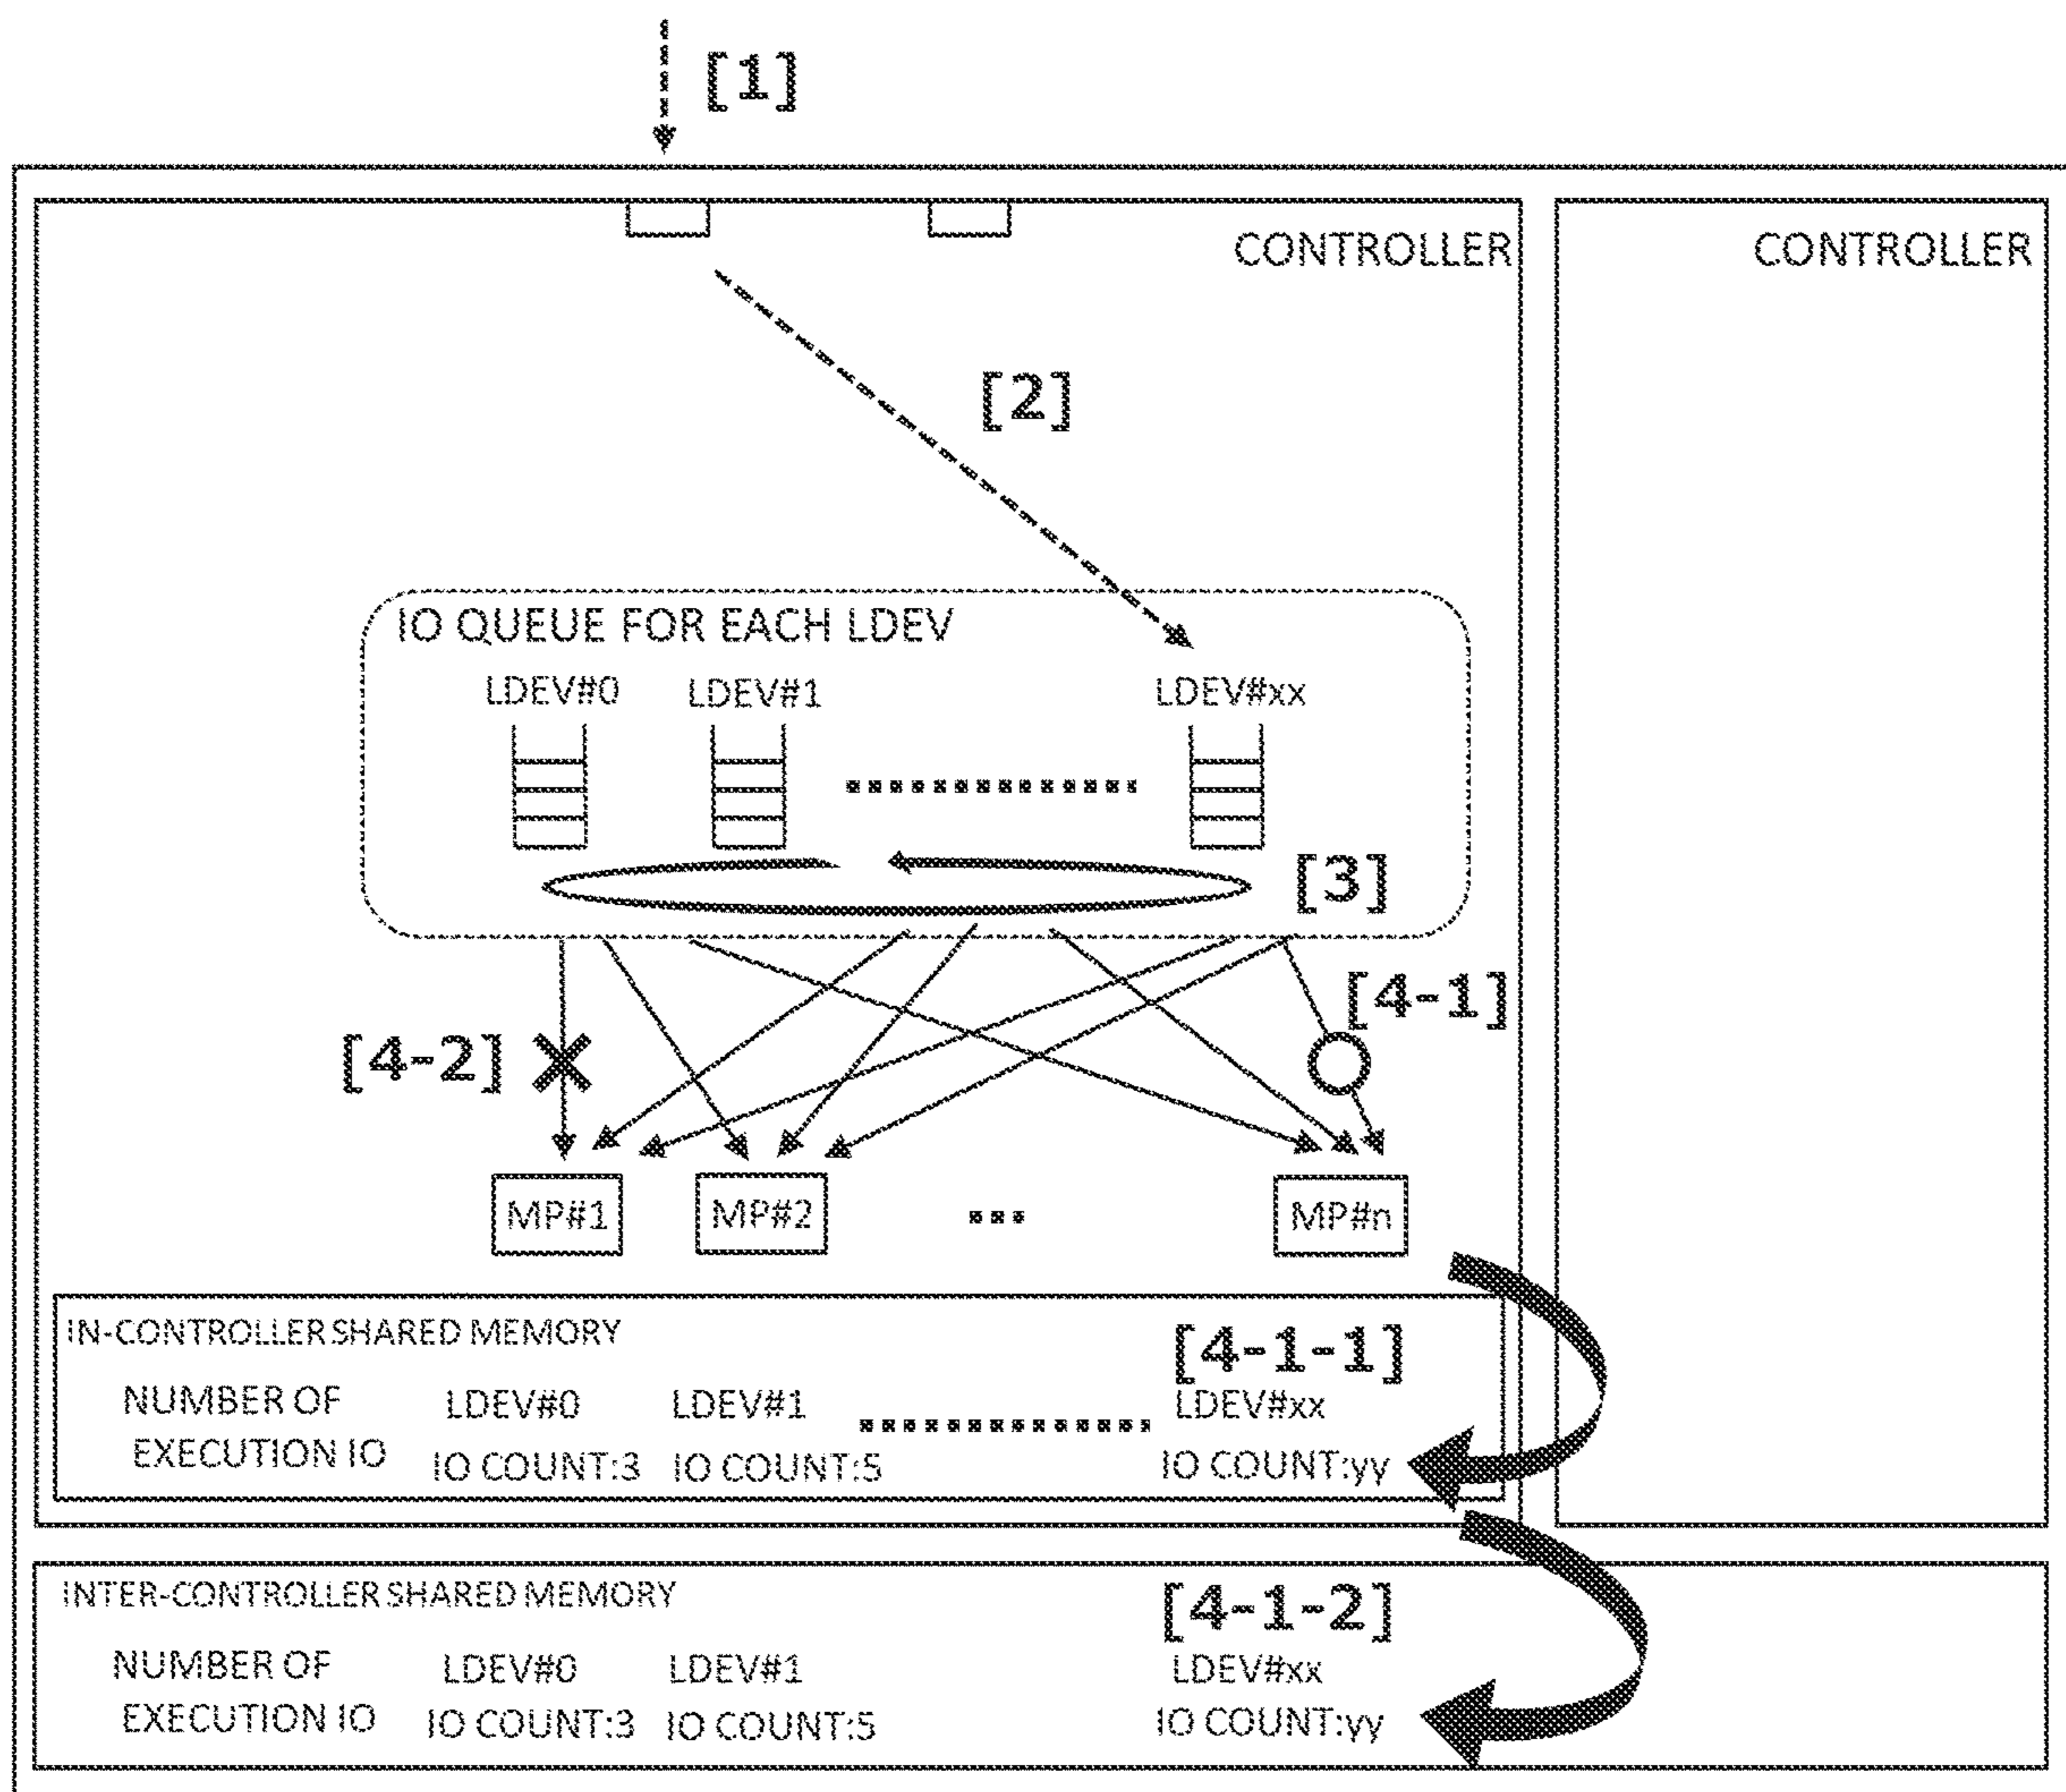 [1]
CONTROLLER
CONTROLLER
[2]
IO QUEUE FOR EACH LDEV
LDEV#0 LDEV#1 LDEV#xx
[3]
[4-1]
[4-2]
MP#1 MP#2 ... MP#n
IN-CONTROLLER SHARED MEMORY
[4-1-1]
NUMBER OF LDEV#0 LDEV#1 LDEV#xx
EXECUTION IO IO COUNT:3 IO COUNT:5 IO COUNT:yy
INTER-CONTROLLER SHARED MEMORY
[4-1-2]
NUMBER OF LDEV#0 LDEV#1 LDEV#xx
EXECUTION IO IO COUNT:3 IO COUNT:5 IO COUNT:yy